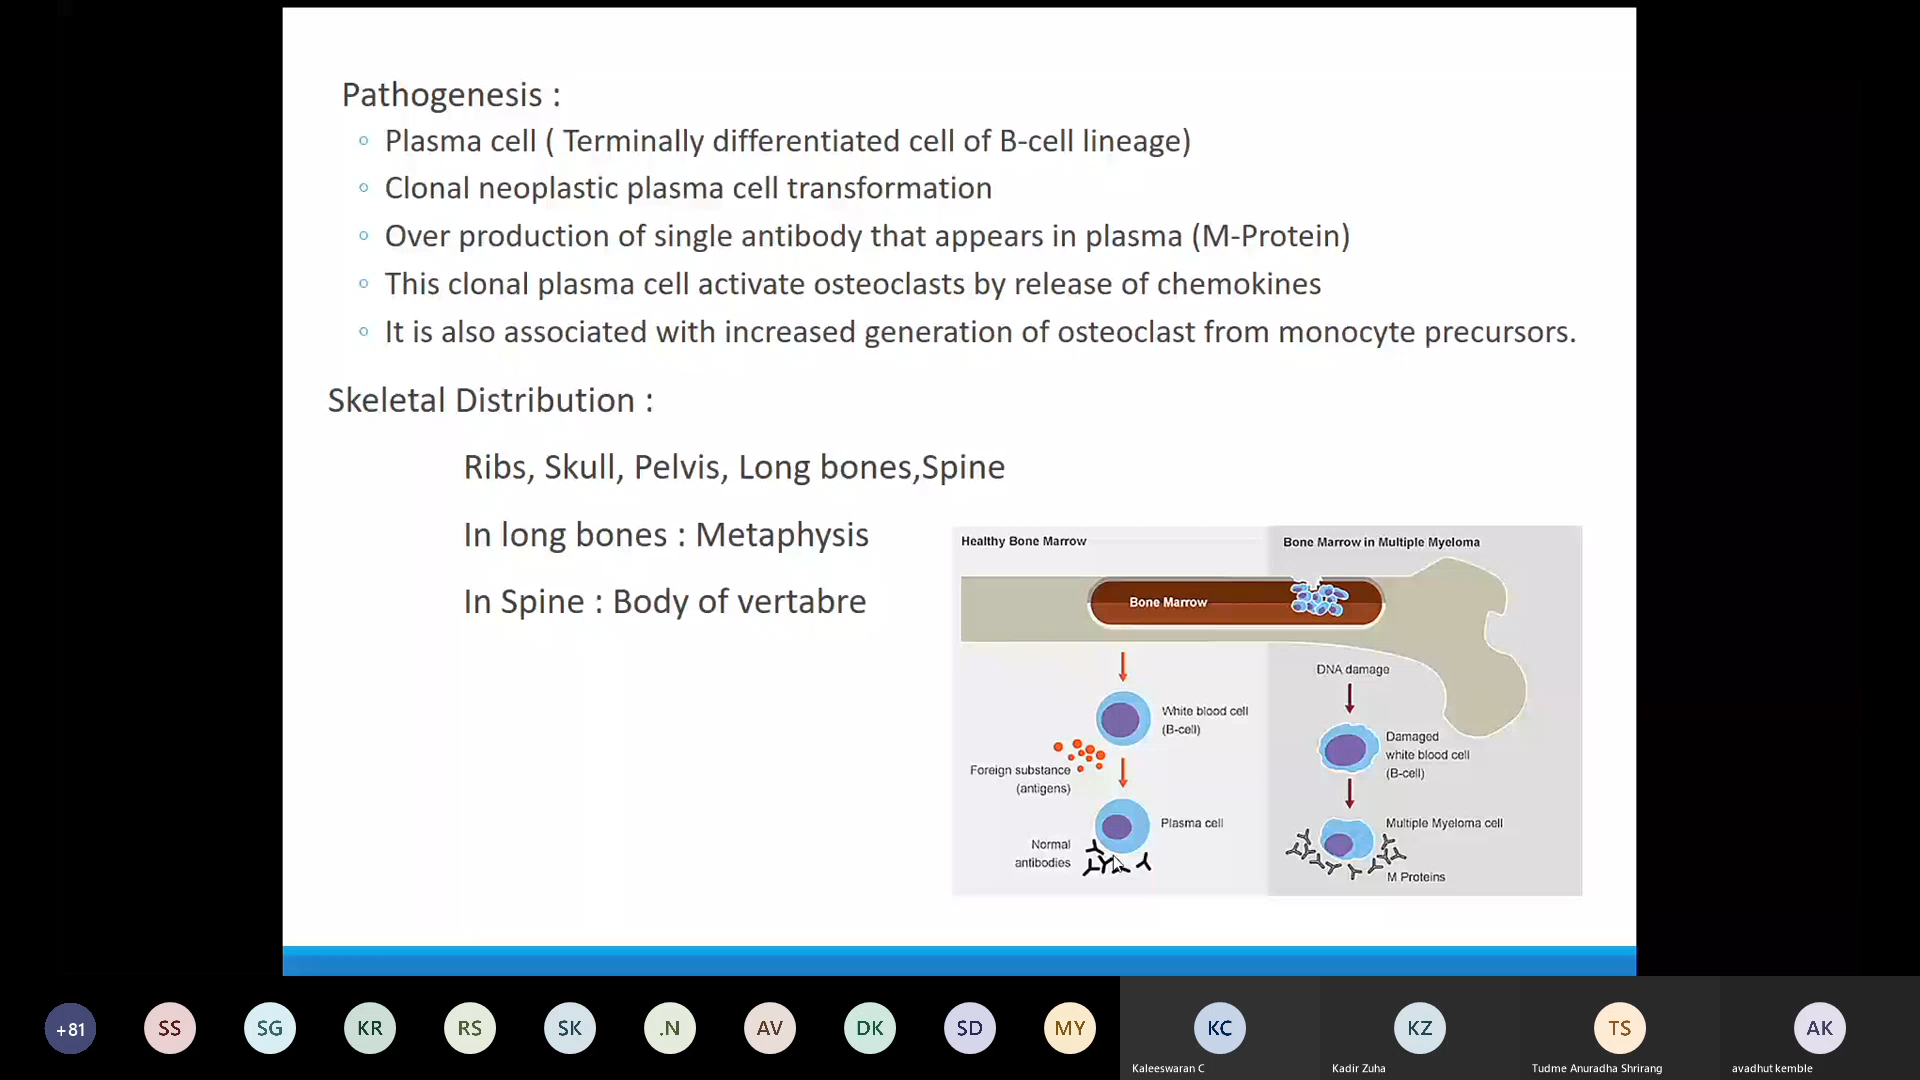 Pathogenesis :
Plasma cell ( Terminally differentiated cell of B-cell lineage)
Clonal neoplastic plasma cell transformation
Over production of single antibody that appears in plasma (M-Protein)
This clonal plasma cell activate osteoclasts by release of chemokines
It is also associated with increased generation of osteoclast from monocyte precursors.
Skeletal Distribution :
Ribs, Skull, Pelvis, Long bones,Spine
In long bones : Metaphysis
In Spine : Body of vertabre
Healthy Bone Marrow
Bone Marrow
White blood cell
(B-cell)
Foreign substance
(antigens)
Plasma cell
Normal
antibodies
Bone Marrow in Multiple Myeloma
DNA damage
Damaged
white blood cell
(B-cell)
Multiple Myeloma cell
M Proteins
+81
SS
SG
KR
RS
SK
.N
AV
DK
SD
MY
KC
Kaleeswaran C
KZ
Kadir Zuha
TS
Tudme Anuradha Shrirang
AK
avadhut kemble